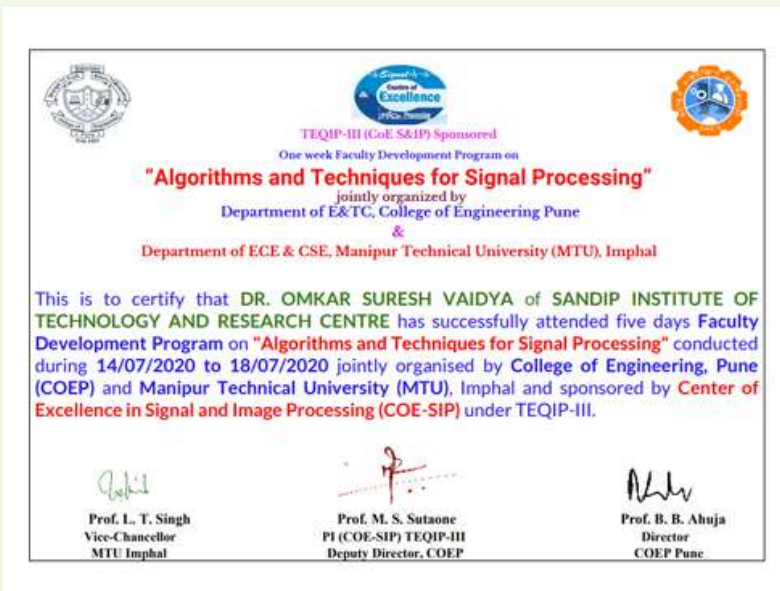 Signal
Centre of
Excellence
TEQIP-III (CoE S&IP) Sponsored
One week Faculty Development Program on
"Algorithms and Techniques for Signal Processing"
jointly organized by
Department of E&TC, College of Engineering Pune
&
Department of ECE & CSE, Manipur Technical University (MTU), Imphal
This is to certify that DR. OMKAR SURESH VAIDYA of SANDIP INSTITUTE OF
TECHNOLOGY AND RESEARCH CENTRE has successfully attended five days Faculty
Development Program on "Algorithms and Techniques for Signal Processing" conducted
during 14/07/2020 to 18/07/2020 jointly organised by College of Engineering, Pune
(COEP) and Manipur Technical University (MTU), Imphal and sponsored by Center of
Excellence in Signal and Image Processing (COE-SIP) under TEQIP-III.
Prof. L. T. Singh Prof. M. S. Sutaone Prof. B. B. Ahuja
Vice-Chancellor PI (COE-SIP) TEQIP-III Director
MTU Imphal Deputy Director, COEP COEP Pune